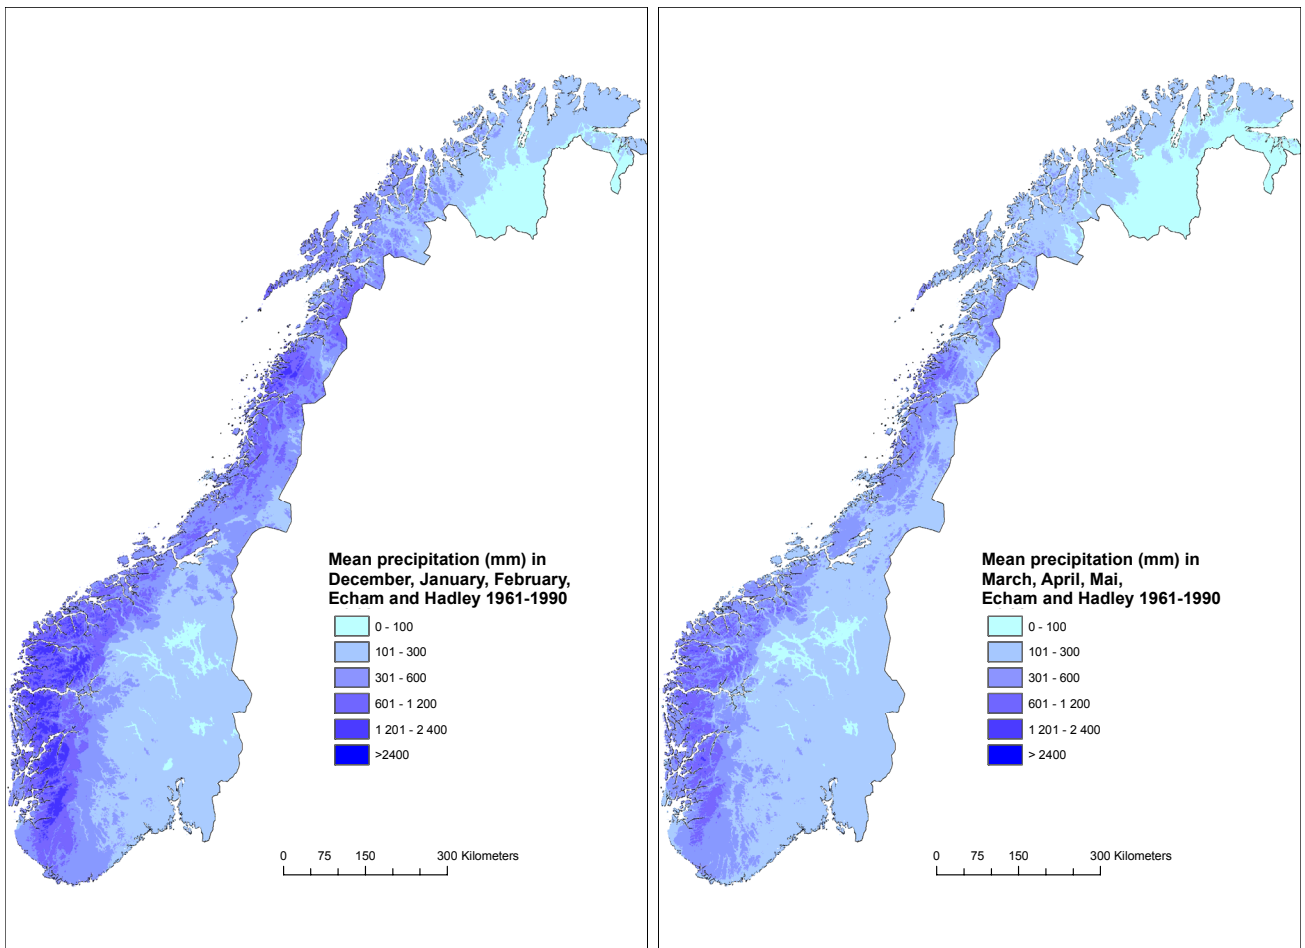 Mean precipitation (mm) in
December, January, February,
Echam and Hadley 1961-1990
0 - 100
101 - 300
301 - 600
601 - 1 200
1 201 - 2 400
>2400
0 75 150 300 Kilometers
Mean precipitation (mm) in
March, April, Mai,
Echam and Hadley 1961-1990
0 - 100
101 - 300
301 - 600
601 - 1 200
1 201 - 2 400
> 2400
0 75 150 300 Kilometers